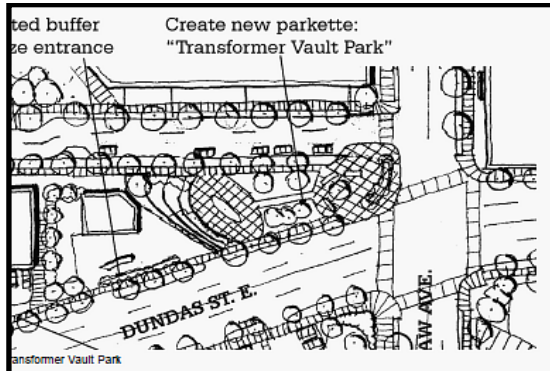 ted buffer
ze entrance
Create new parkette:
“Transformer Vault Park”
DUNDAS ST. E.
AW AVE.
ansformer Vault Park